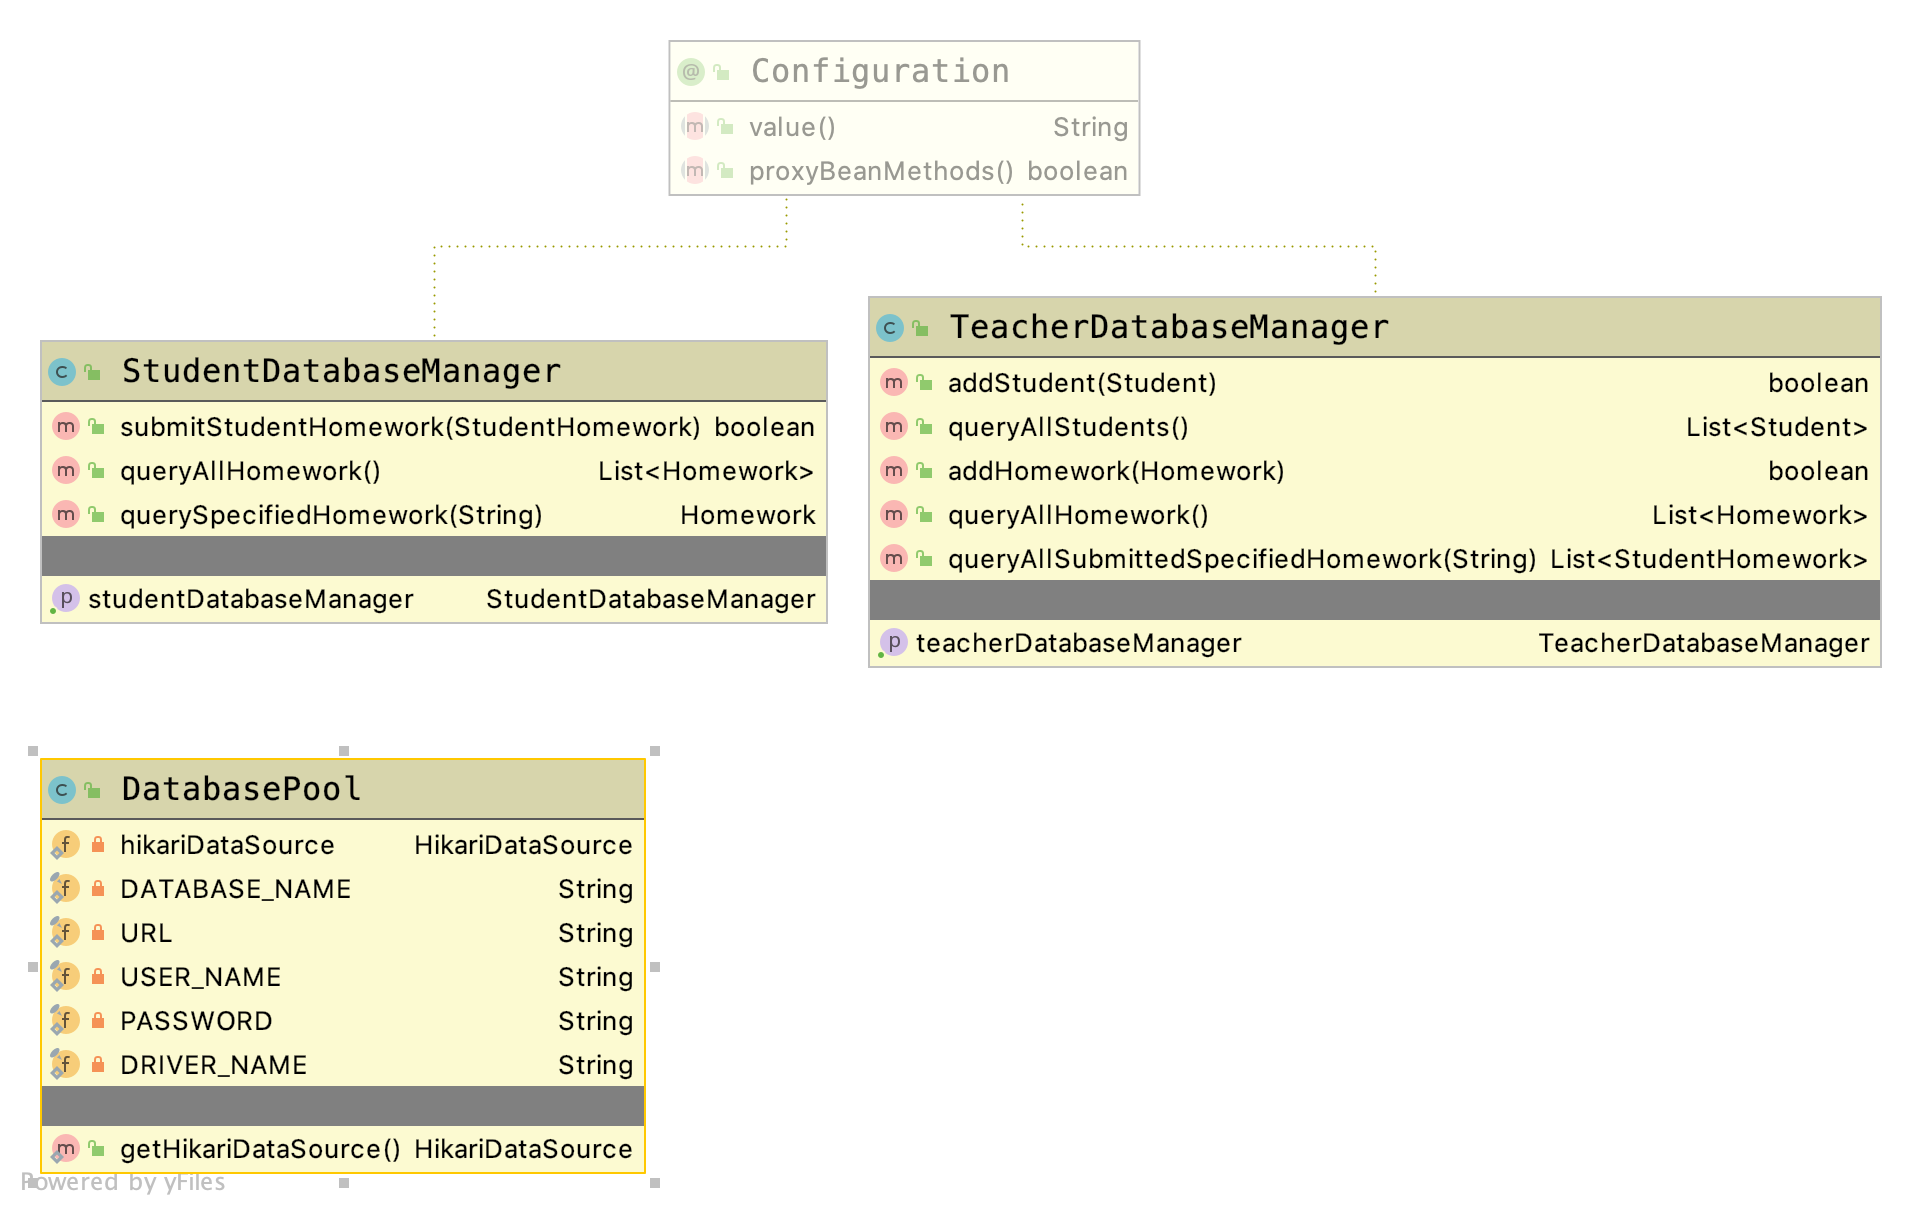 @ Configuration
m value() String
m proxyBeanMethods() boolean
C StudentDatabaseManager
m submitStudentHomework(StudentHomework) boolean
m queryAllHomework() List<Homework>
m querySpecifiedHomework(String) Homework
p studentDatabaseManager StudentDatabaseManager
C TeacherDatabaseManager
m addStudent(Student) boolean
m queryAllStudents() List<Student>
m addHomework(Homework) boolean
m queryAllHomework() List<Homework>
m queryAllSubmittedSpecifiedHomework(String) List<StudentHomework>
p teacherDatabaseManager TeacherDatabaseManager
C DatabasePool
f hikariDataSource HikariDataSource
f DATABASE_NAME String
f URL String
f USER_NAME String
f PASSWORD String
f DRIVER_NAME String
m getHikariDataSource() HikariDataSource
Powered by yFiles